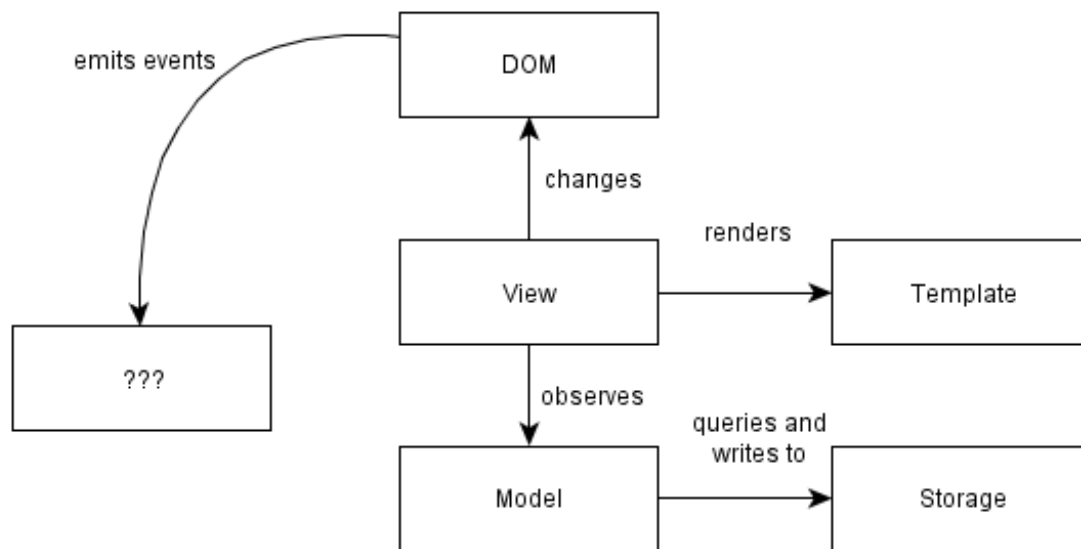 emits events
DOM
changes
renders
View
Template
???
observes
queries and
writes to
Model
Storage